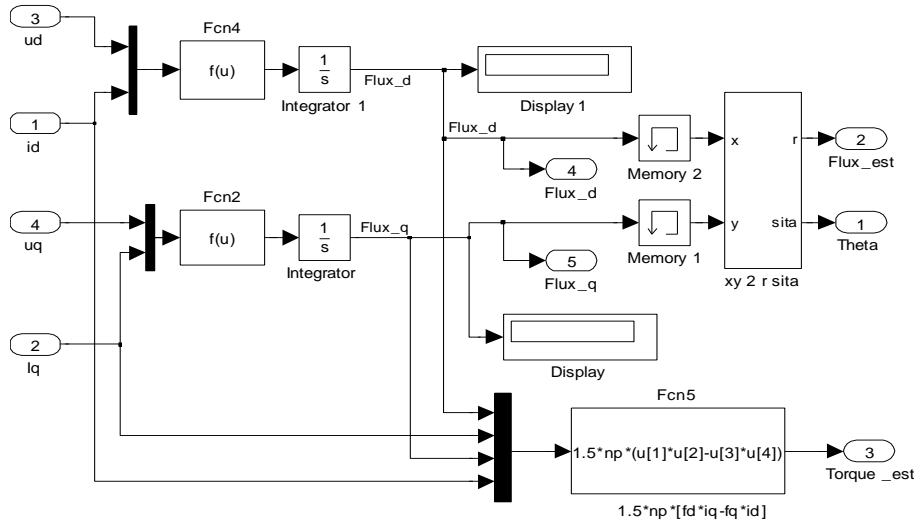 3
ud
1
id
4
uq
2
Iq
Fcn4
f(u)
1
s
Integrator 1
Flux_d
Display 1
Flux_d
4
Flux_d
Memory 2
x
y
r
sita
xy 2 r sita
2
Flux_est
1
Theta
Fcn2
f(u)
1
s
Integrator
Flux_q
5
Flux_q
Memory 1
Display
Fcn5
1.5*np*(u[1]*u[2]-u[3]*u[4])
1.5*np*[fd*iq-fq*id]
3
Torque _est